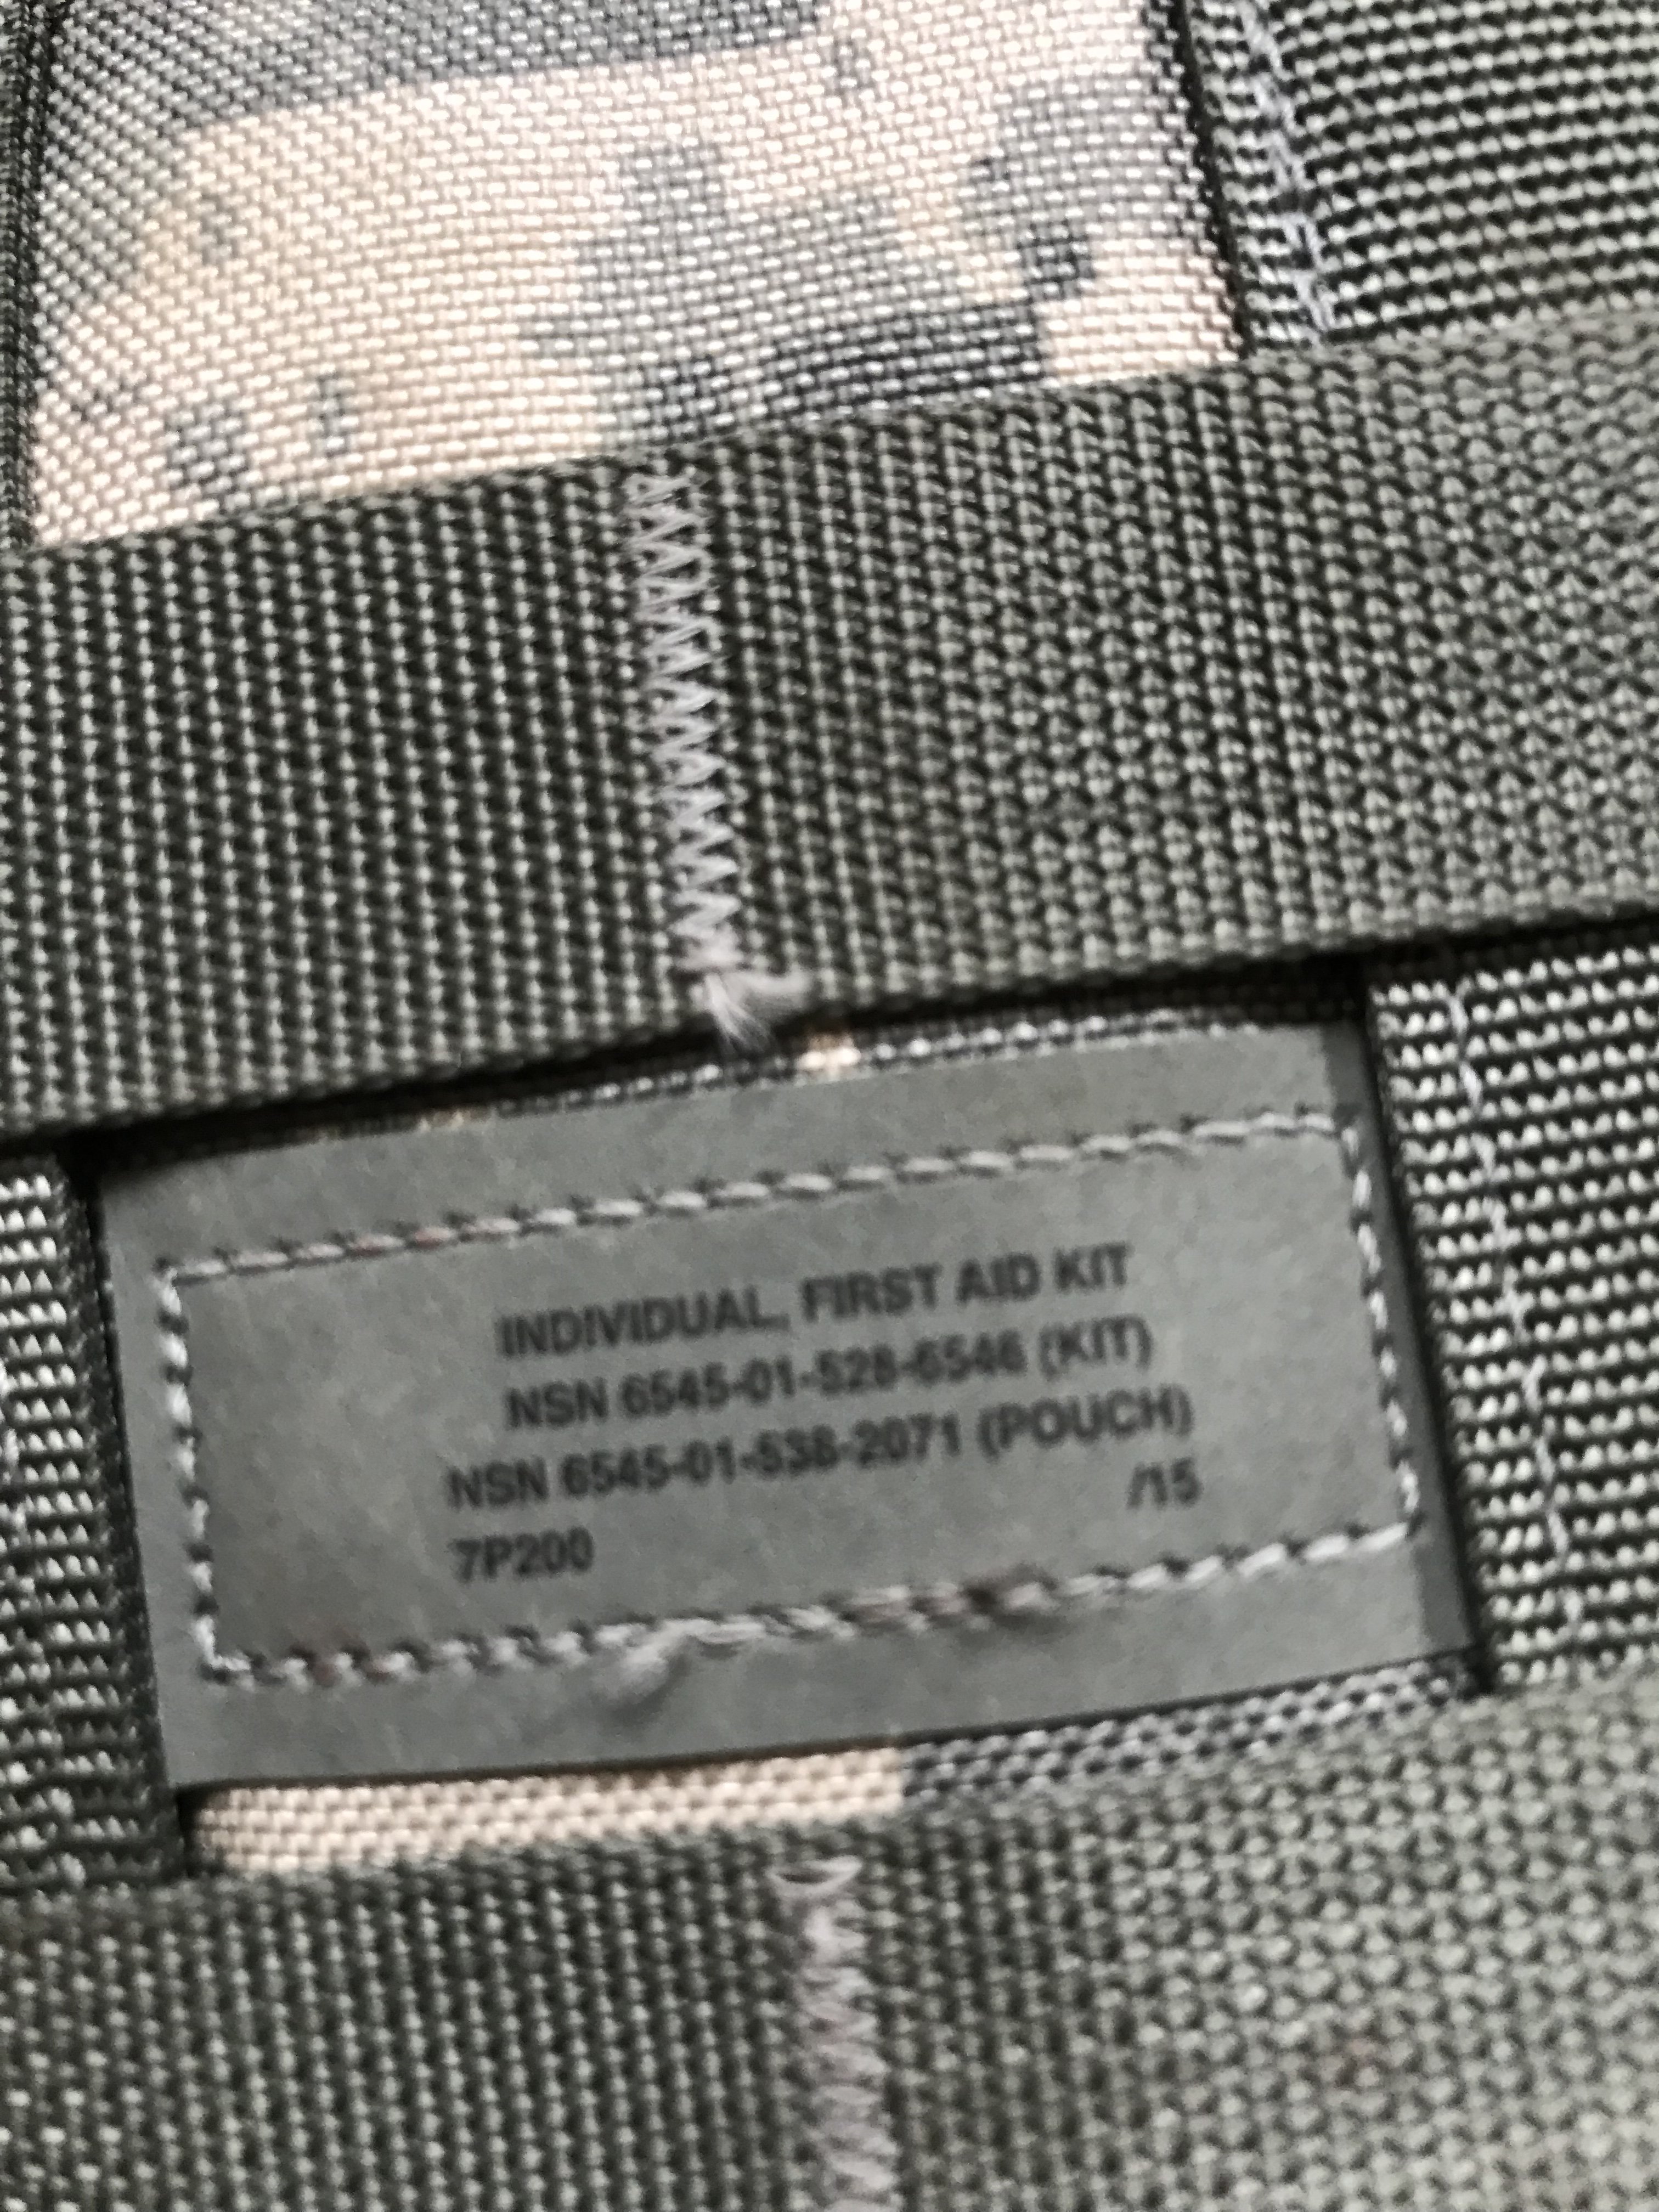 INDIVIDUAL, FIRST AID KIT
NSN 6545-01-528-6546 (KIT)
NSN 6545-01-538-2071 (POUCH)
/15
7P200